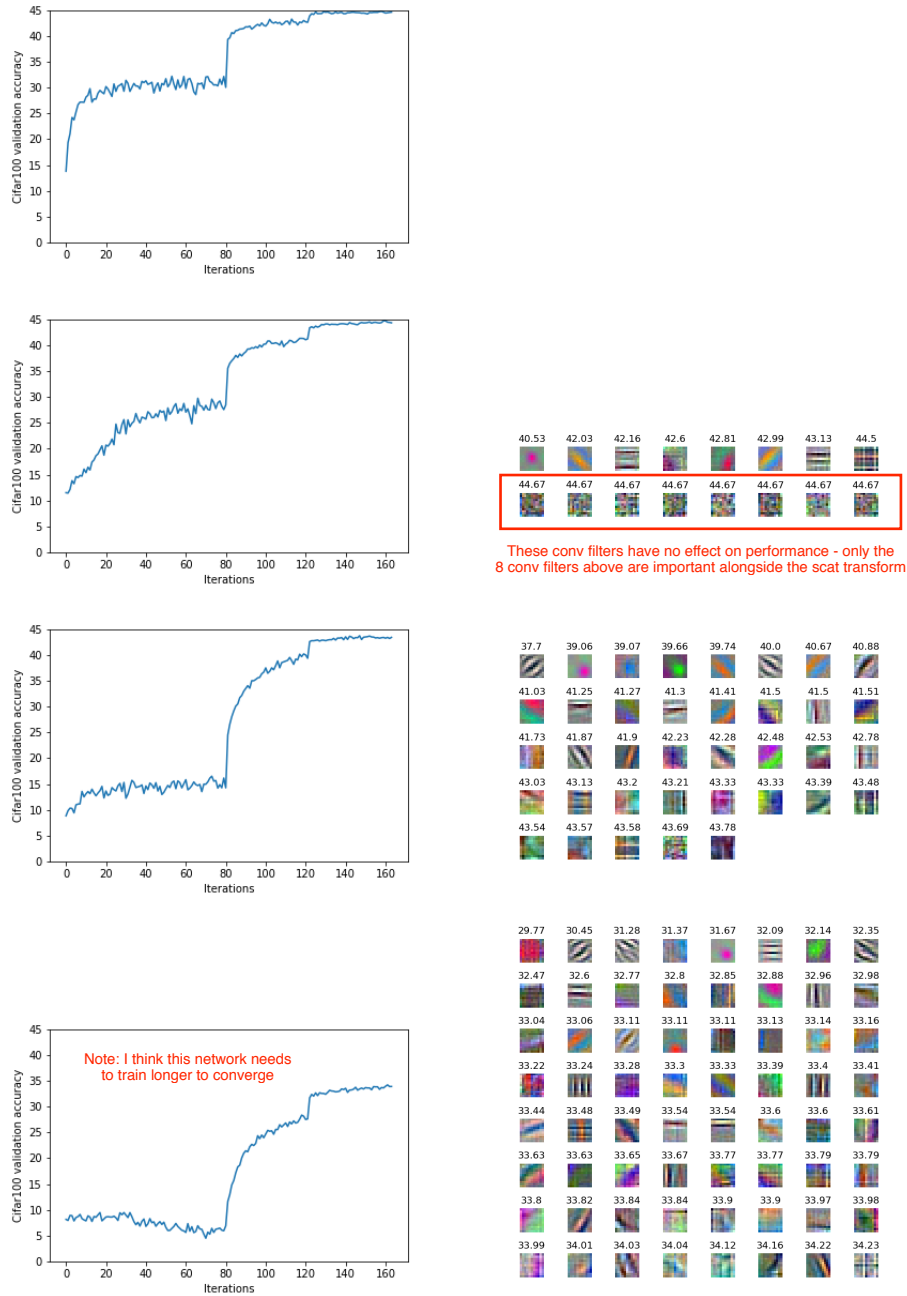 45
40
35
30
25
20
15
10
5
0
Cifar100 validation accuracy
0 20 40 60 80 100 120 140 160
Iterations
45
40
35
30
25
20
15
10
5
0
Cifar100 validation accuracy
0 20 40 60 80 100 120 140 160
Iterations
40.53 42.03 42.16 42.6 42.81 42.99 43.13 44.5
44.67 44.67 44.67 44.67 44.67 44.67 44.67 44.67
These conv filters have no effect on performance - only the
8 conv filters above are important alongside the scat transform
45
40
35
30
25
20
15
10
5
0
Cifar100 validation accuracy
0 20 40 60 80 100 120 140 160
Iterations
37.7 39.06 39.07 39.66 39.74 40.0 40.67 40.88
41.03 41.25 41.27 41.3 41.41 41.5 41.5 41.51
41.73 41.87 41.9 42.23 42.28 42.48 42.53 42.78
43.03 43.13 43.2 43.21 43.33 43.33 43.39 43.48
43.54 43.57 43.58 43.69 43.78
45
40
35
30
25
20
15
10
5
0
Cifar100 validation accuracy
Note: I think this network needs
to train longer to converge
0 20 40 60 80 100 120 140 160
Iterations
29.77 30.45 31.28 31.37 31.67 32.09 32.14 32.35
32.47 32.6 32.77 32.8 32.85 32.88 32.96 32.98
33.04 33.06 33.11 33.11 33.11 33.13 33.14 33.16
33.22 33.24 33.28 33.3 33.33 33.39 33.4 33.41
33.44 33.48 33.49 33.54 33.54 33.6 33.6 33.61
33.63 33.63 33.65 33.67 33.77 33.77 33.79 33.79
33.8 33.82 33.84 33.84 33.9 33.9 33.97 33.98
33.99 34.01 34.03 34.04 34.12 34.16 34.22 34.23